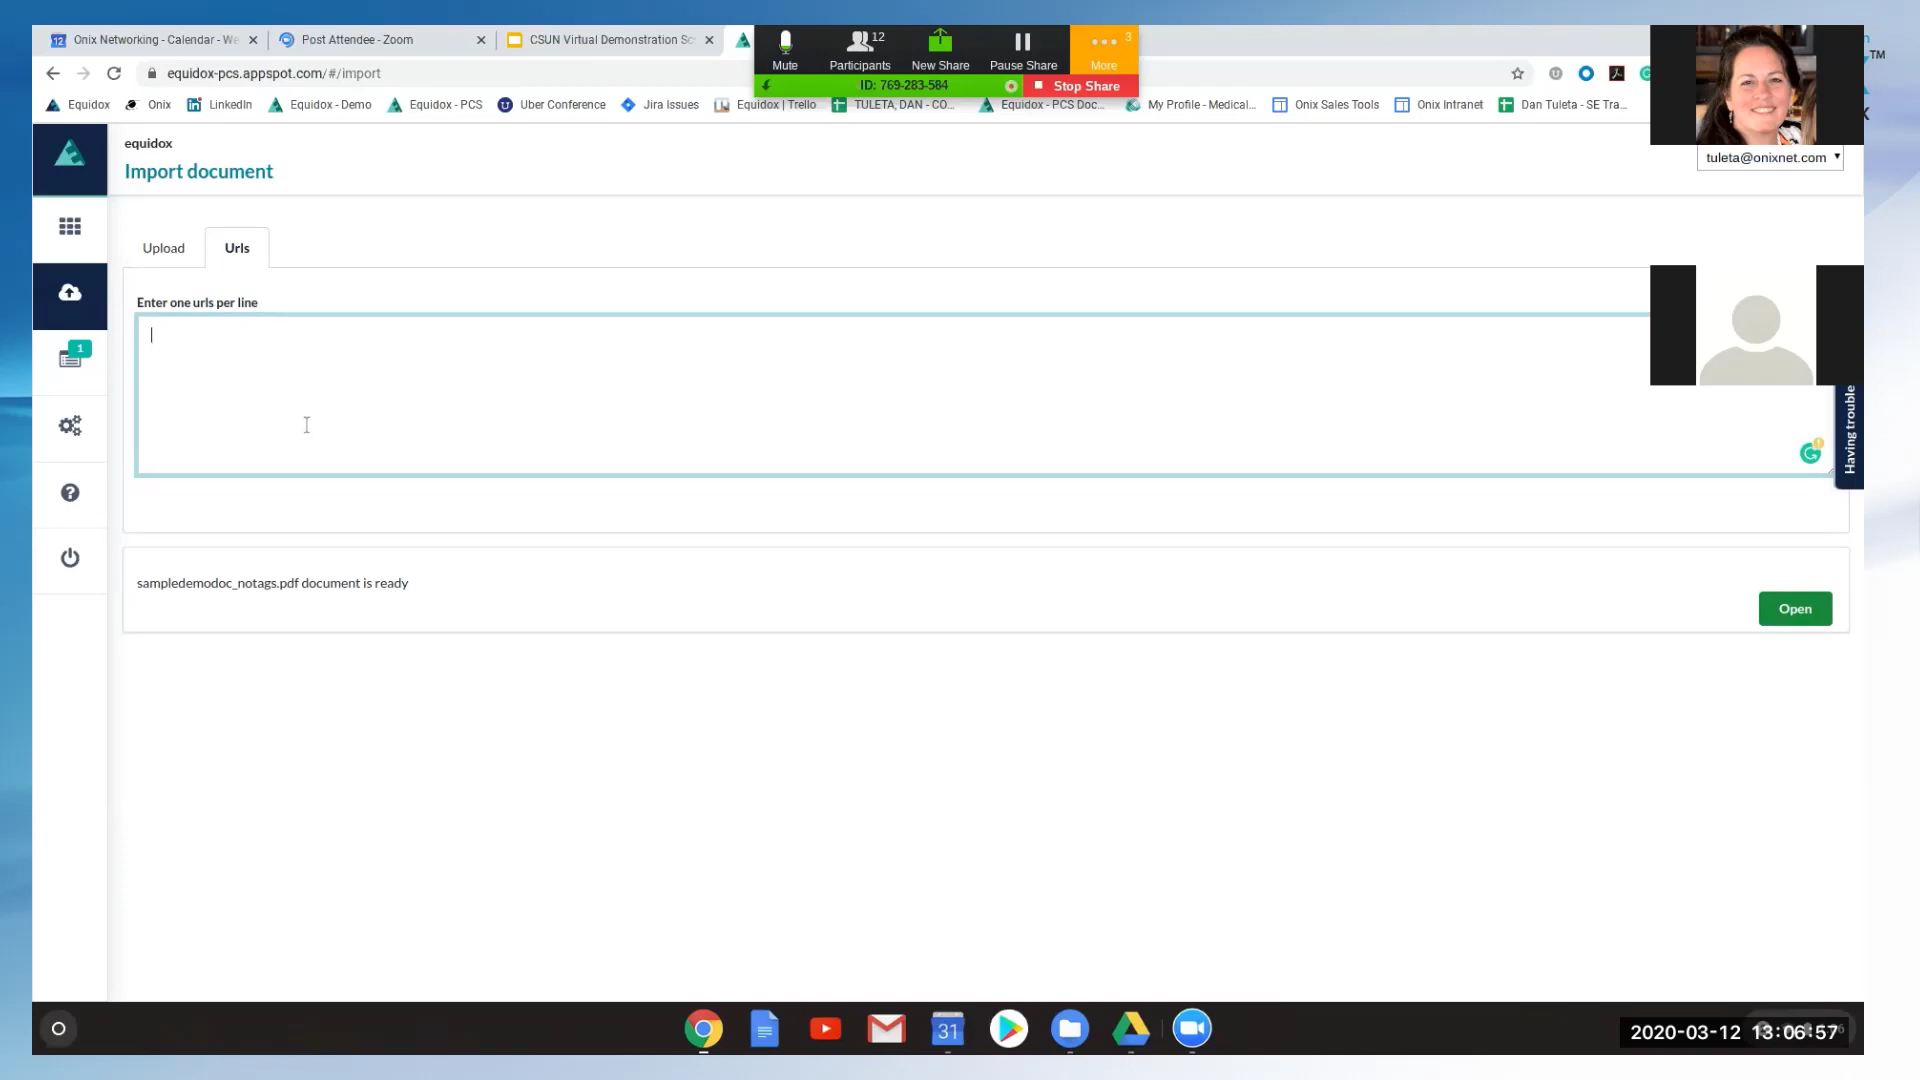 Onix Networking - Calendar - We
Post Attendee - Zoom
CSUN Virtual Demonstration Sc
12
3
Mute
Participants
New Share
Pause Share
More
ID: 769-283-584
Stop Share
equidox-pcs.appspot.com/#/import
Equidox
Onix
LinkedIn
Equidox - Demo
Equidox - PCS
Uber Conference
Jira Issues
Equidox | Trello
TULETA, DAN - CO...
Equidox - PCS Doc...
My Profile - Medical...
Onix Sales Tools
Onix Intranet
Dan Tuleta - SE Tra...
equidox
Import document
tuleta@onixnet.com
Upload
Urls
Enter one urls per line
1
Having trouble
sampledemodoc_notags.pdf document is ready
Open
31
2020-03-12 13:06:57